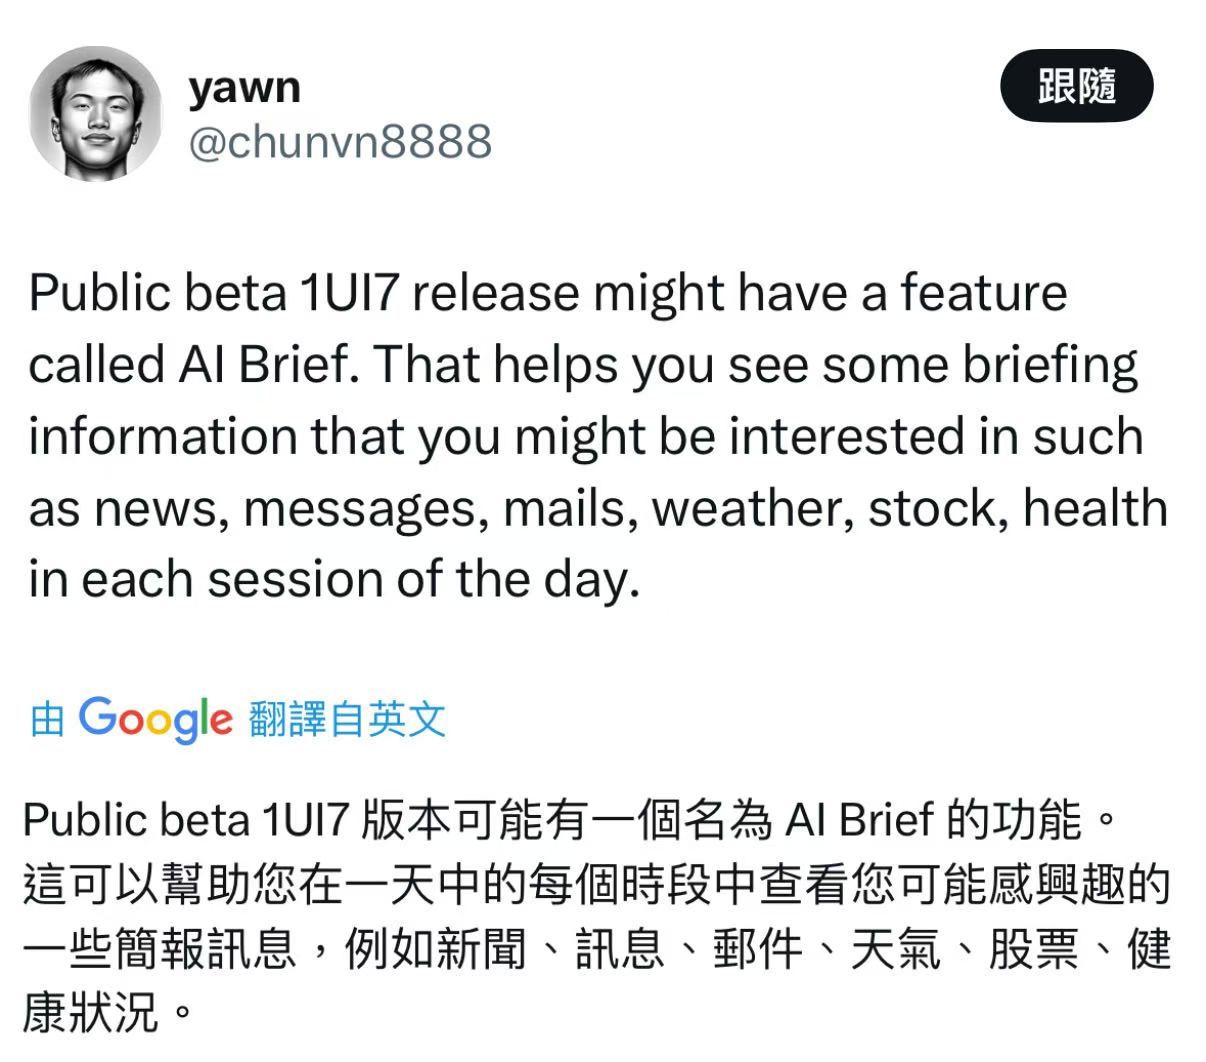 yawn
跟隨
@chunvn8888
Public beta 1UI7 release might have a feature
called AI Brief. That helps you see some briefing
information that you might be interested in such
as news, messages, mails, weather, stock, health
in each session of the day.
由 Google 翻譯自英文
Public beta 1UI7 版本可能有一個名為 AI Brief 的功能。
這可以幫助您在一天中的每個時段中查看您可能感興趣的
一些簡報訊息，例如新聞、訊息、郵件、天氣、股票、健
康狀況。